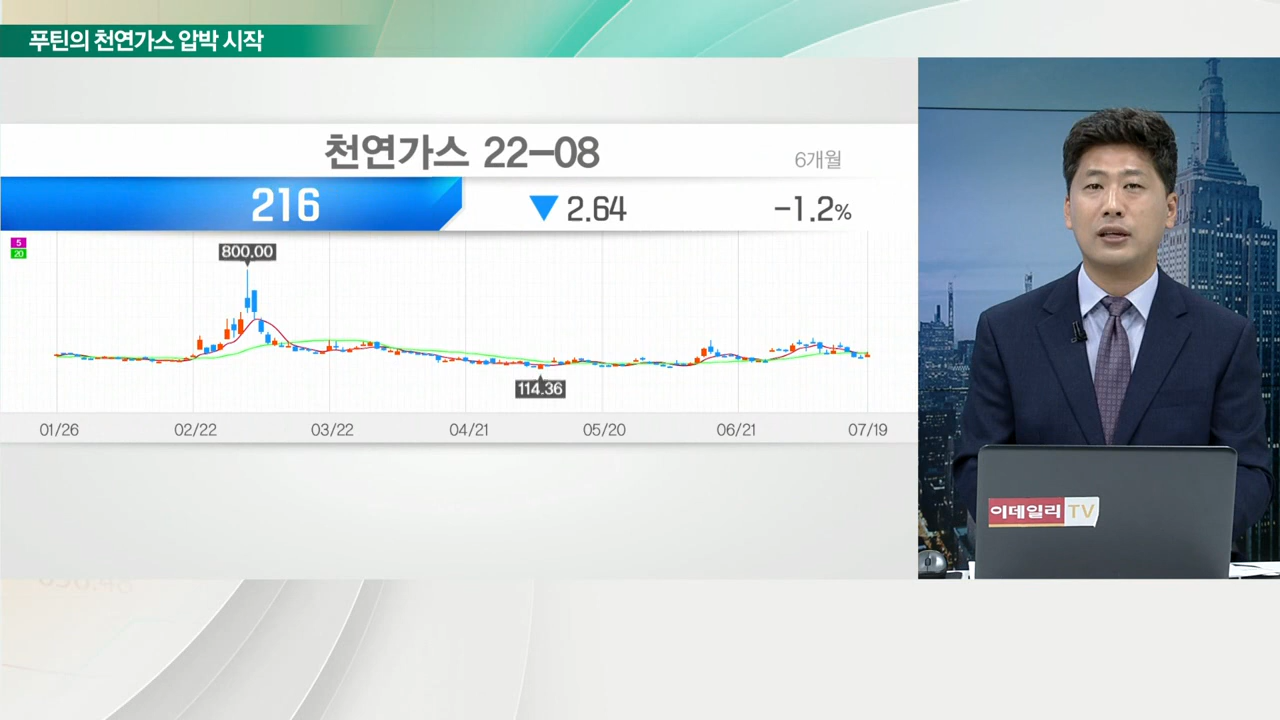 푸틴의 천연가스 압박 시작
천연가스 22-08
6개월
216
▼ 2.64
-1.2%
5
20
800.00
114.36
01/26 02/22 03/22 04/21 05/20 06/21 07/19
이데일리 TV